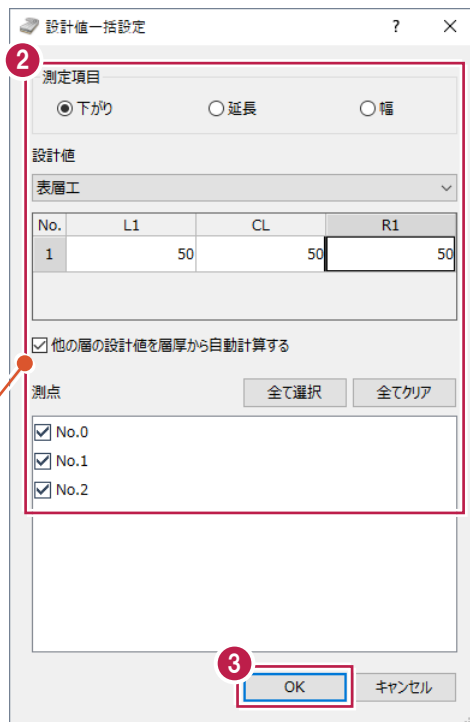 設計値一括設定 ?
2
測定項目
下がり 延長 幅
設計値
表層工
No. L1 CL R1
1 50 50 50
他の層の設計値を層厚から自動計算する
測点 全て選択 全てクリア
No.0
No.1
No.2
3
OK キャンセル